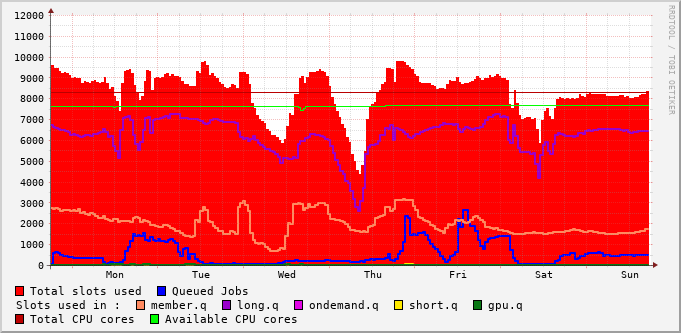 12000
11000
10000
9000
8000
7000
6000
5000
4000
3000
2000
1000
0
Mon Tue Wed Thu Fri Sat Sun
RRDTOOL / TOBI OETIKER
Total slots used Queued Jobs
Slots used in : member.q long.q ondemand.q short.q gpu.q
Total CPU cores Available CPU cores